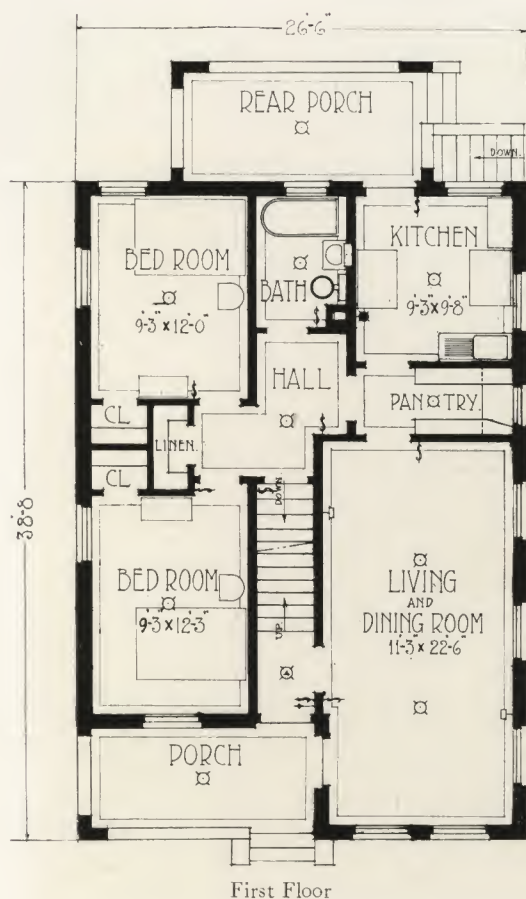 26'-6"
REAR PORCH
DOWN
BED ROOM
9'-3" x 12'-0"
BATH
KITCHEN
9'-3" x 9'-8"
HALL
PANTRY
CL
LINEN
CL
38'-8
DOWN
BED ROOM
9'-3 x 12'-3"
UP
LIVING
AND
DINING ROOM
11'-3" x 22'-6"
PORCH
First Floor